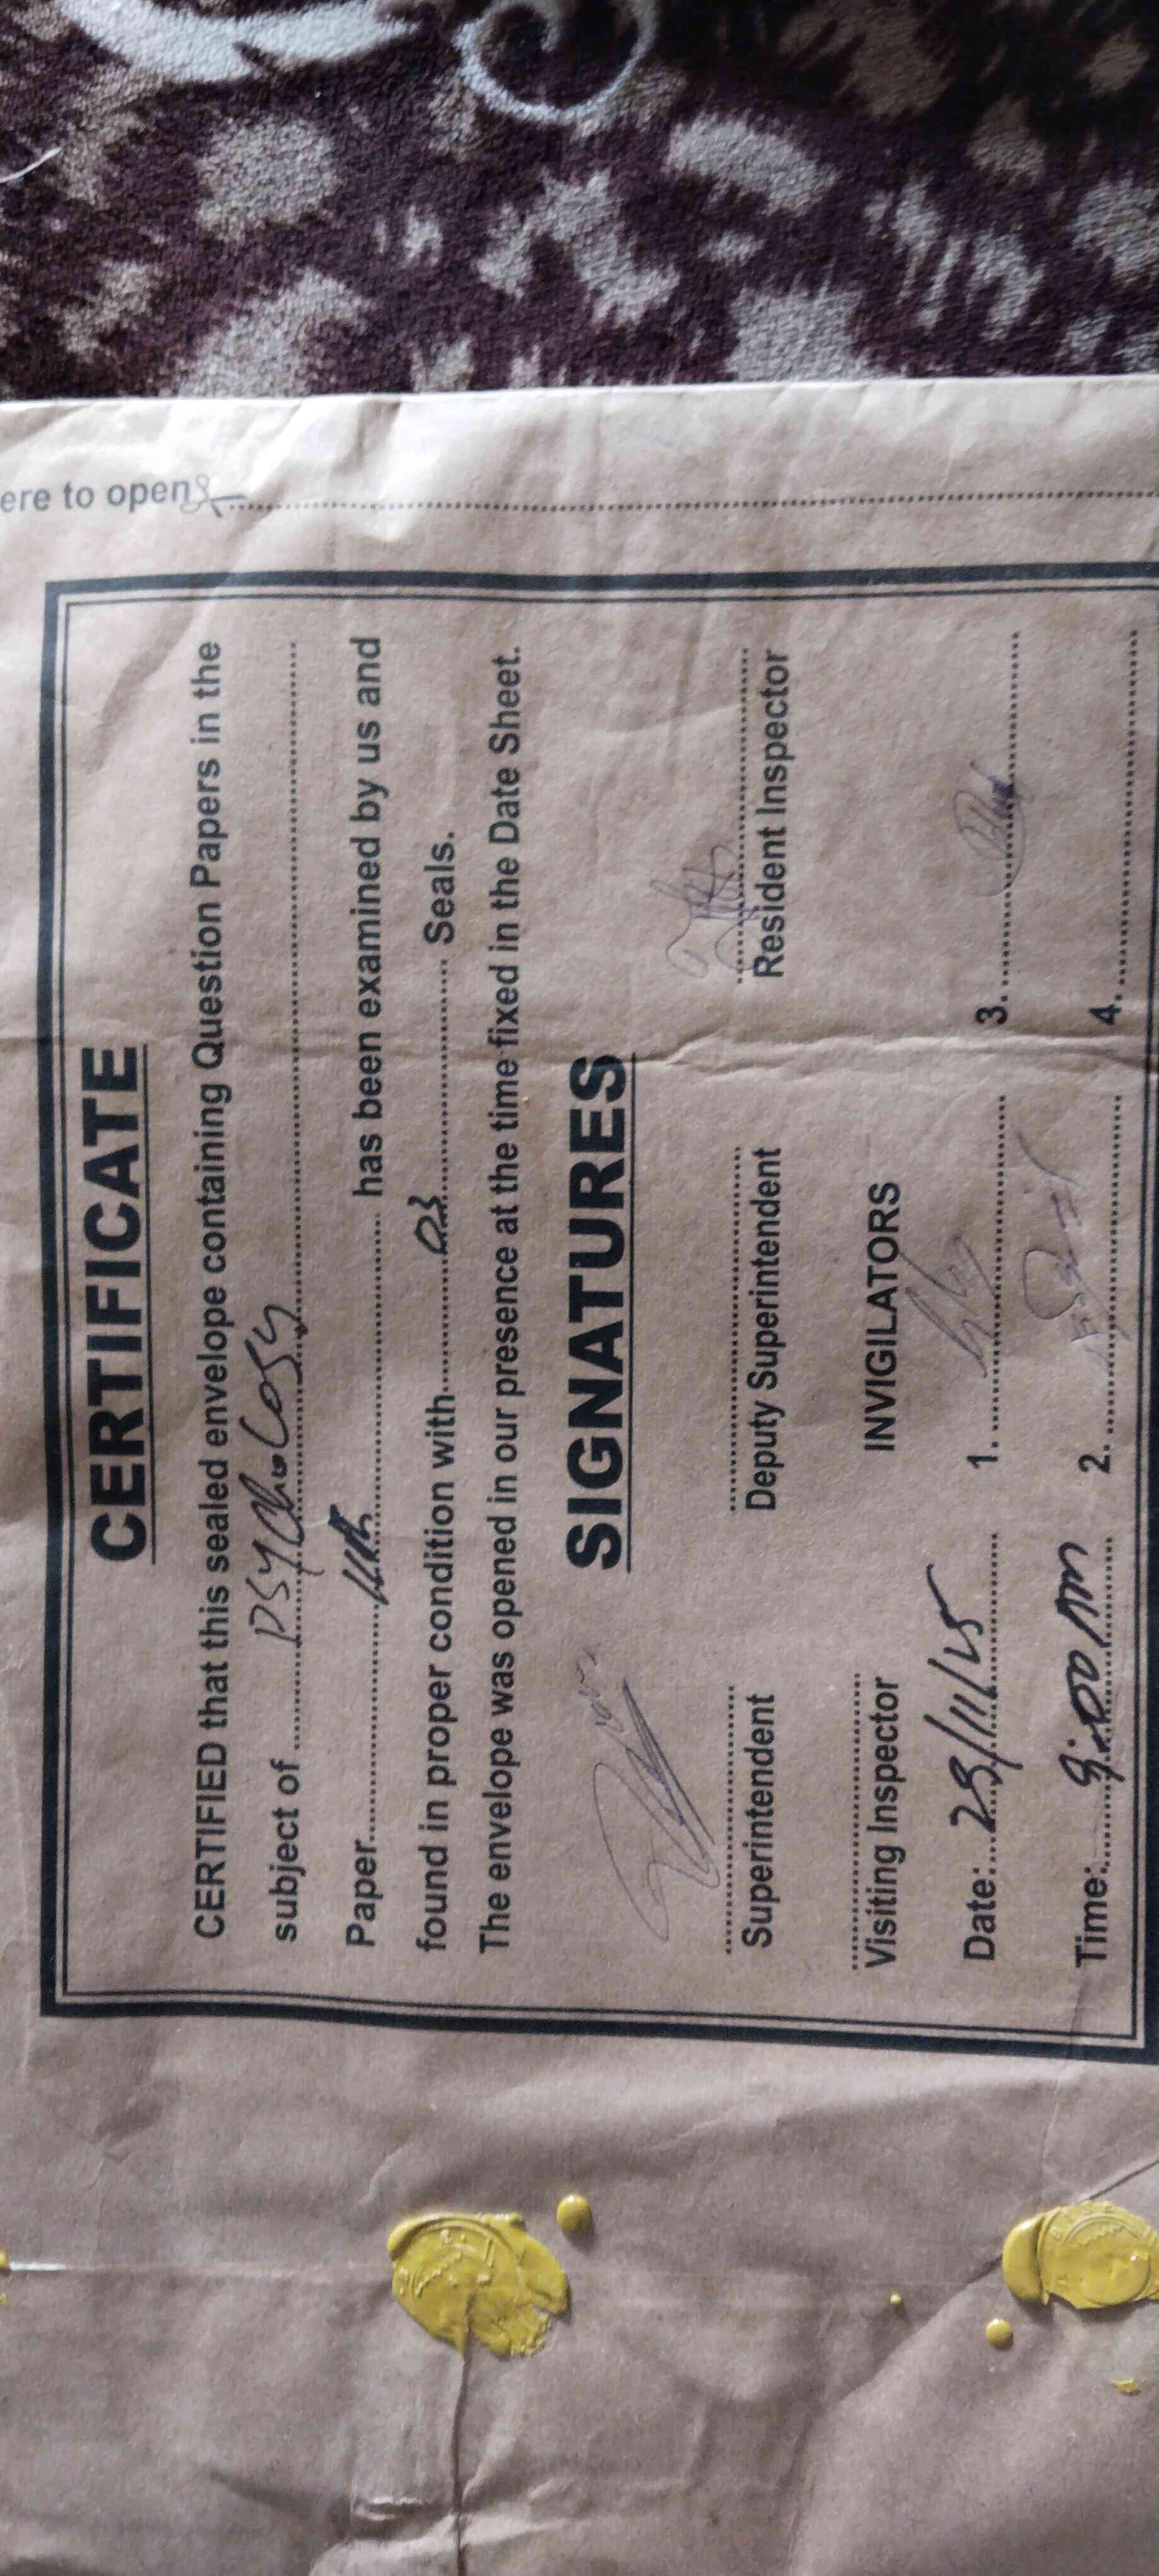 ere to open
CERTIFICATE
CERTIFIED that this sealed envelope containing Question Papers in the
subject of PSYChoLoGy
Paper has been examined by us and
found in proper condition with 03 Seals.
The envelope was opened in our presence at the time fixed in the Date Sheet.
SIGNATURES
Superintendent Deputy Superintendent Resident Inspector
Visiting Inspector INVIGILATORS
Date: 1. 3.
Time: 9:00 Am 2. 4.